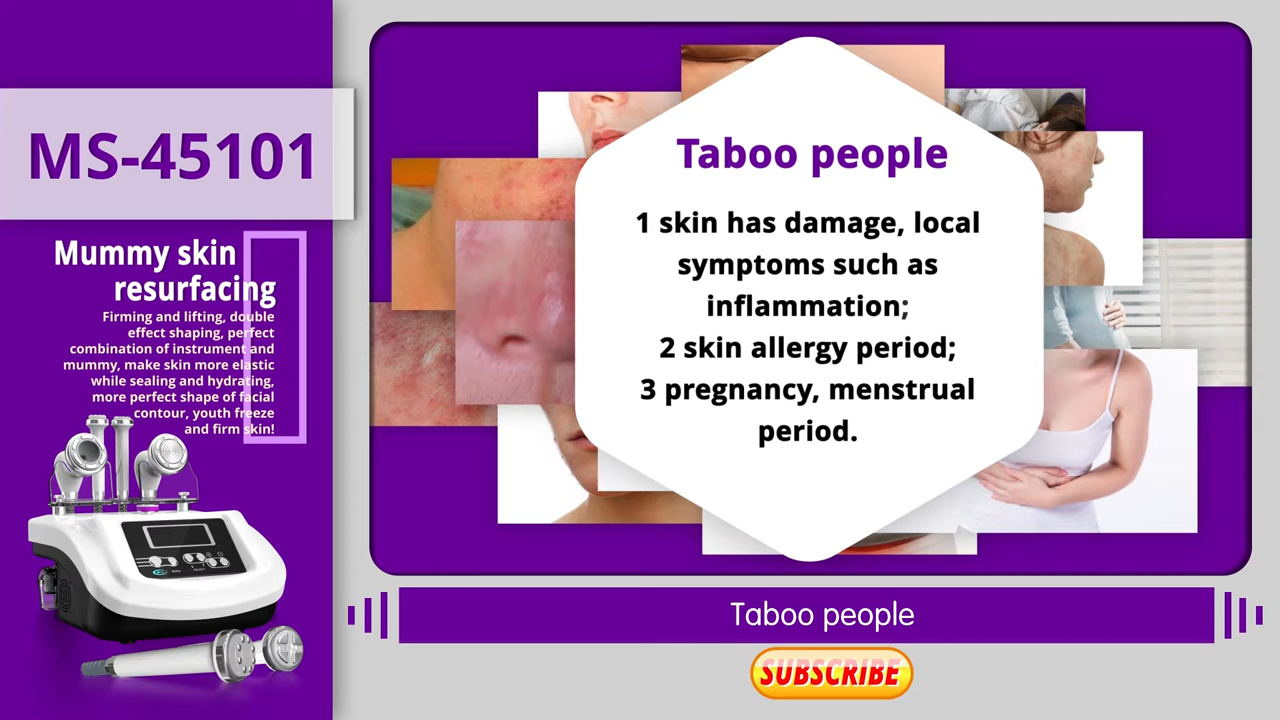 MS-45101
Mummy skin
resurfacing
Firming and lifting, double
effect shaping, perfect
combination of instrument and
mummy, make skin more elastic
while sealing and hydrating,
more perfect shape of facial
contour, youth freeze
and firm skin!
Taboo people
1 skin has damage, local
symptoms such as
inflammation;
2 skin allergy period;
3 pregnancy, menstrual
period.
Taboo people
SUBSCRIBE